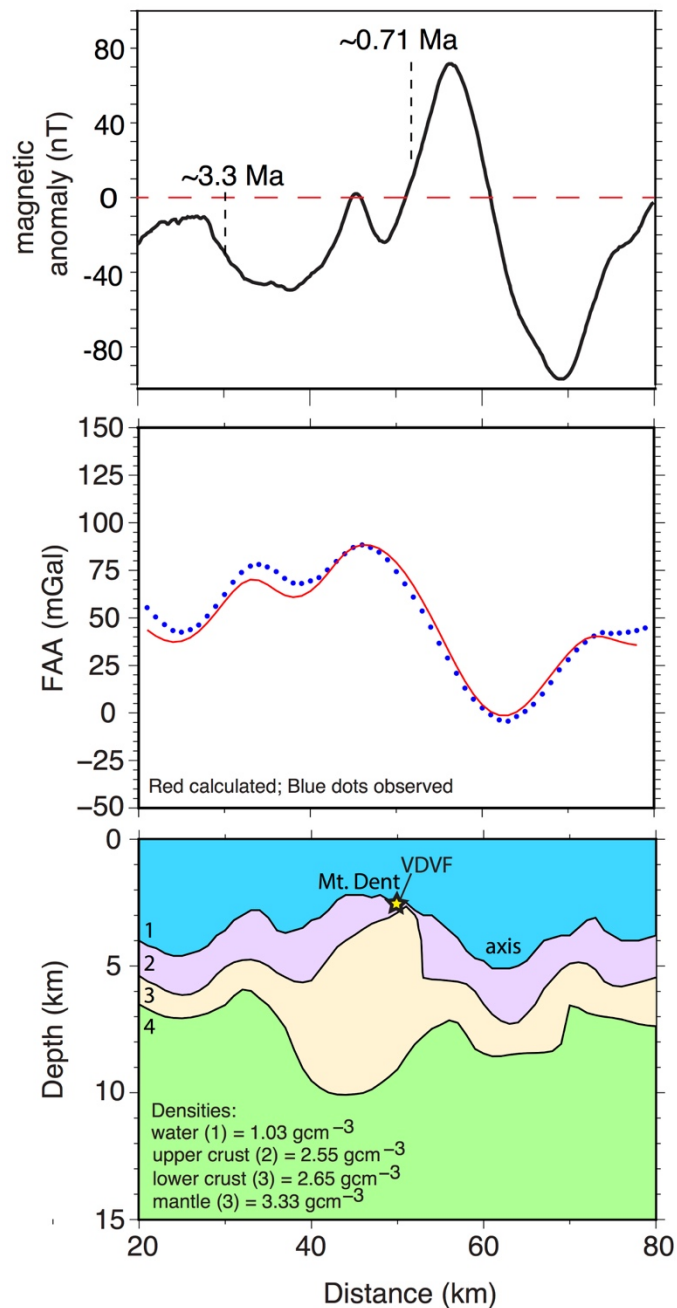 80
~0.71 Ma
40
~3.3 Ma
0
-40
-80
magnetic
anomaly (nT)
150
125
100
75
50
25
0
−25
−50
FAA (mGal)
Red calculated; Blue dots observed
0
VDVF
Mt. Dent
1
axis
2
5
3
4
10
Densities:
water (1) = 1.03 gcm−3
upper crust (2) = 2.55 gcm−3
lower crust (3) = 2.65 gcm−3
mantle (3) = 3.33 gcm−3
15
Depth (km)
20 40 60 80
Distance (km)